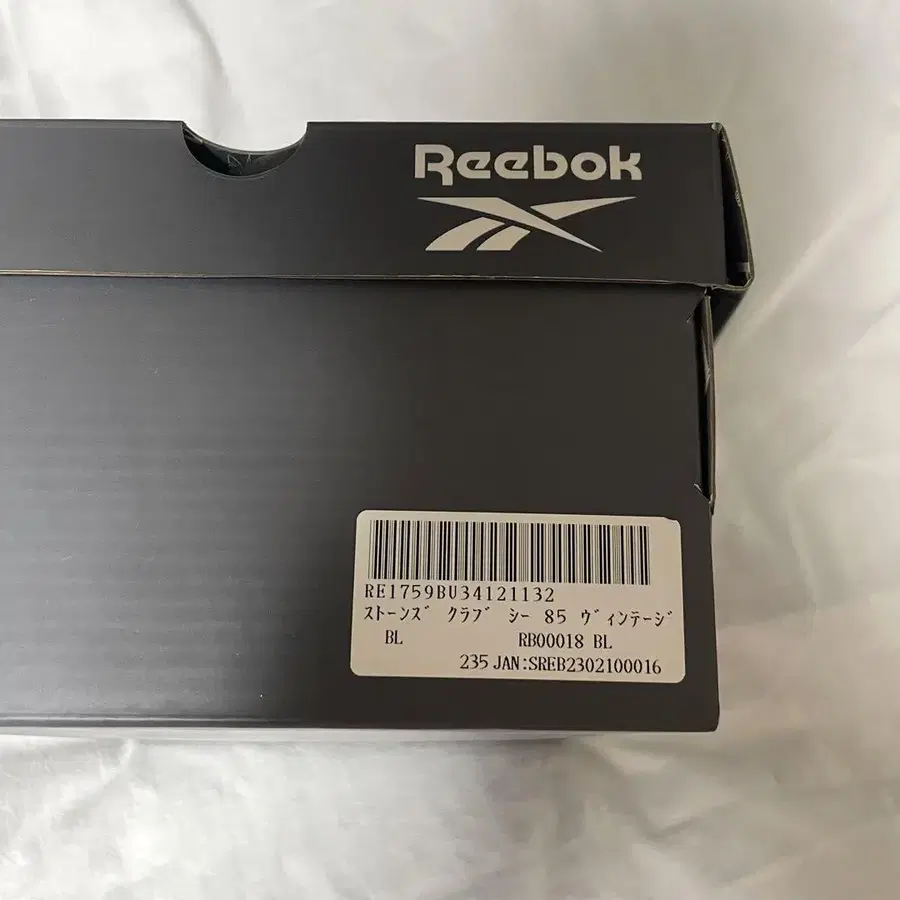 Reebok
RE1759BU34121132
ストーンズ クラブ シー 85 ヴィンテージ
BL RB00018 BL
235 JAN:SREB2302100016